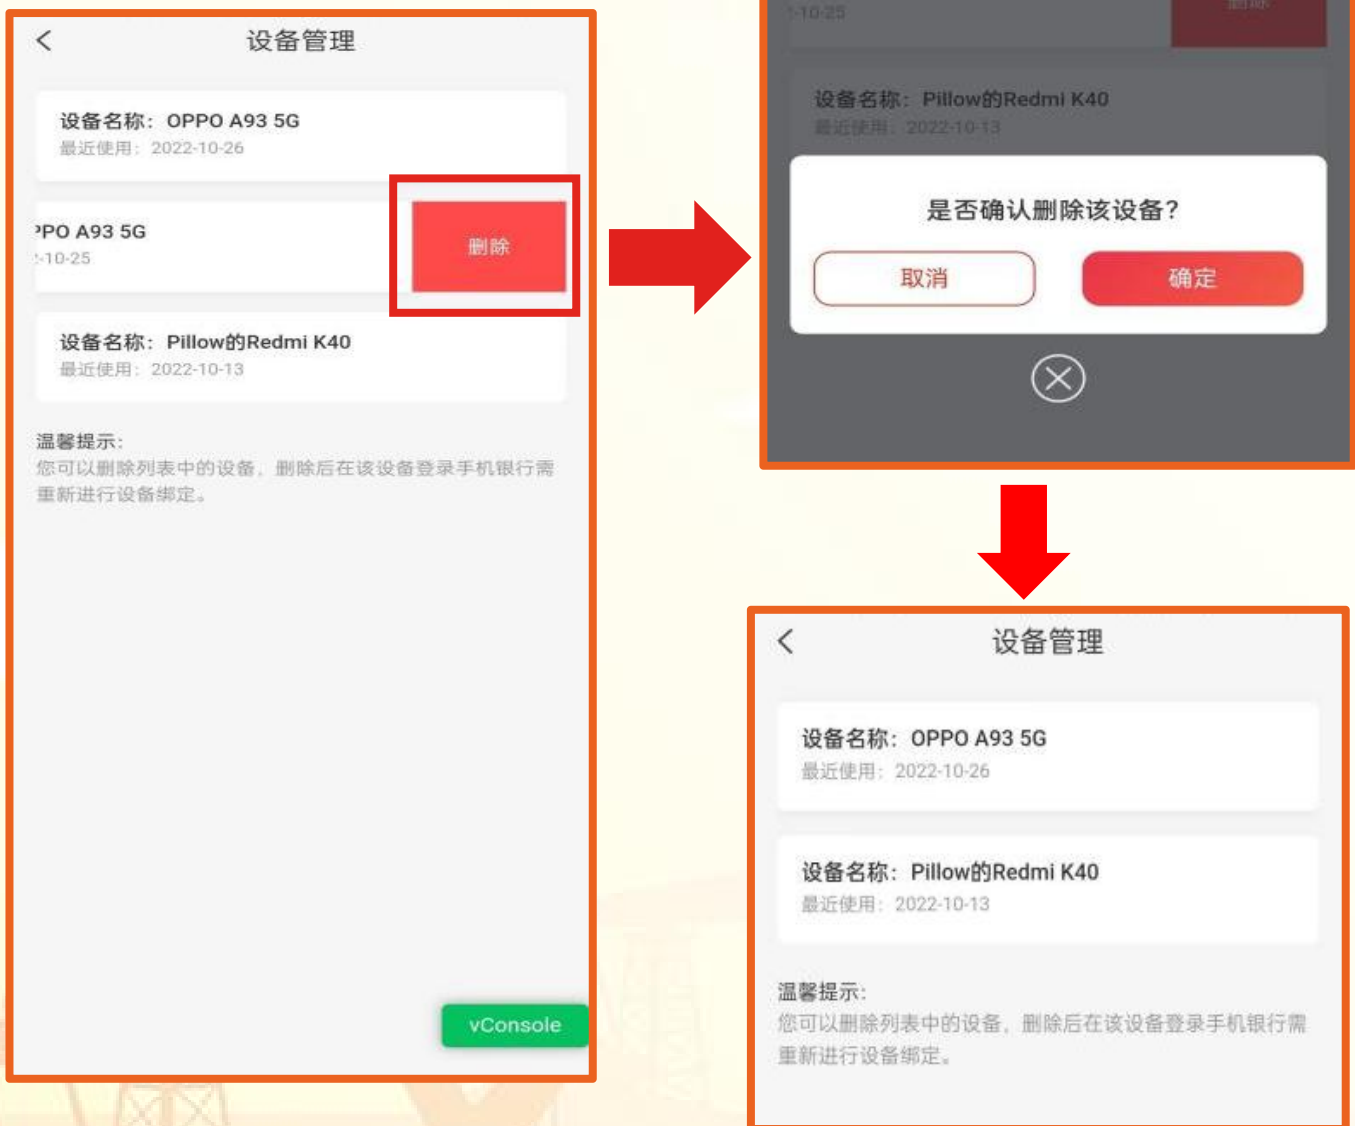 设备管理
设备名称：OPPO A93 5G
最近使用：2022-10-26
PPO A93 5G
-10-25
删除
设备名称：Pillow的Redmi K40
最近使用：2022-10-13
温馨提示：
您可以删除列表中的设备，删除后在该设备登录手机银行需
重新进行设备绑定。
vConsole
-10-25
删除
设备名称：Pillow的Redmi K40
最近使用：2022-10-13
是否确认删除该设备?
取消
确定
设备管理
设备名称：OPPO A93 5G
最近使用：2022-10-26
设备名称：Pillow的Redmi K40
最近使用：2022-10-13
温馨提示：
您可以删除列表中的设备，删除后在该设备登录手机银行需
重新进行设备绑定。